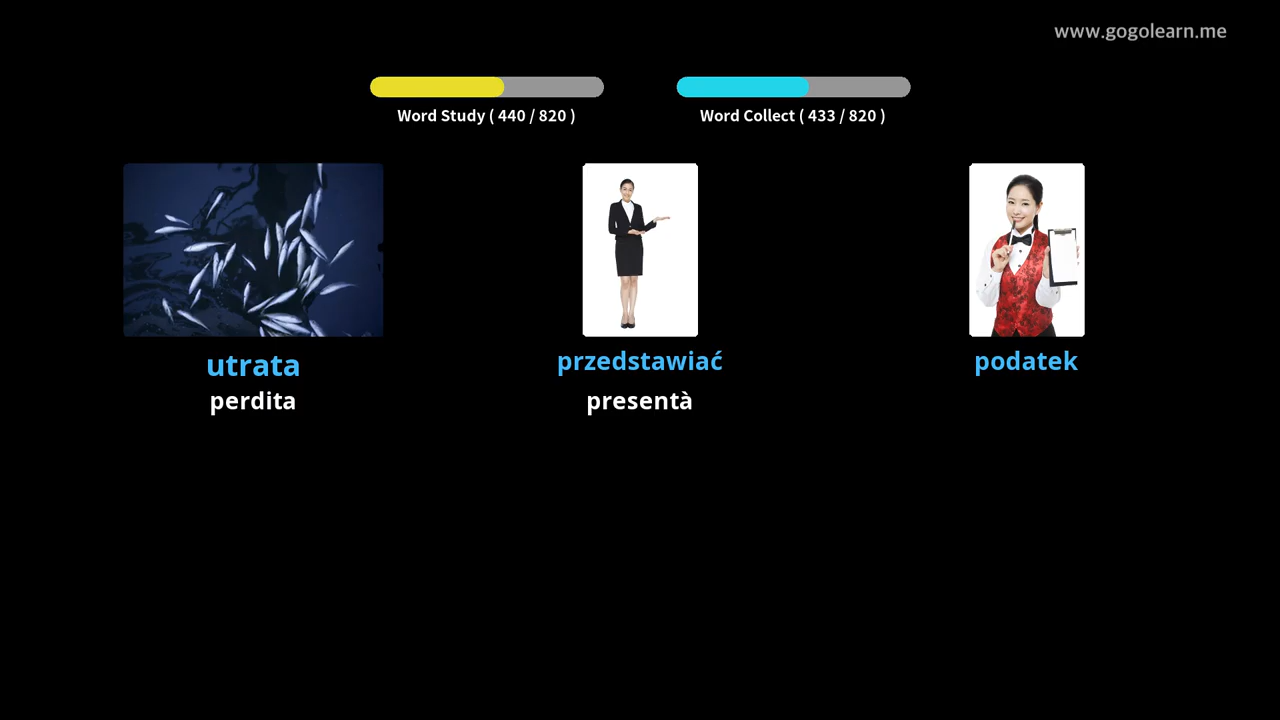 www.gogolearn.me
Word Study ( 440 / 820 )
Word Collect ( 433 / 820 )
utrata
przedstawiać
podatek
perdita
presentà